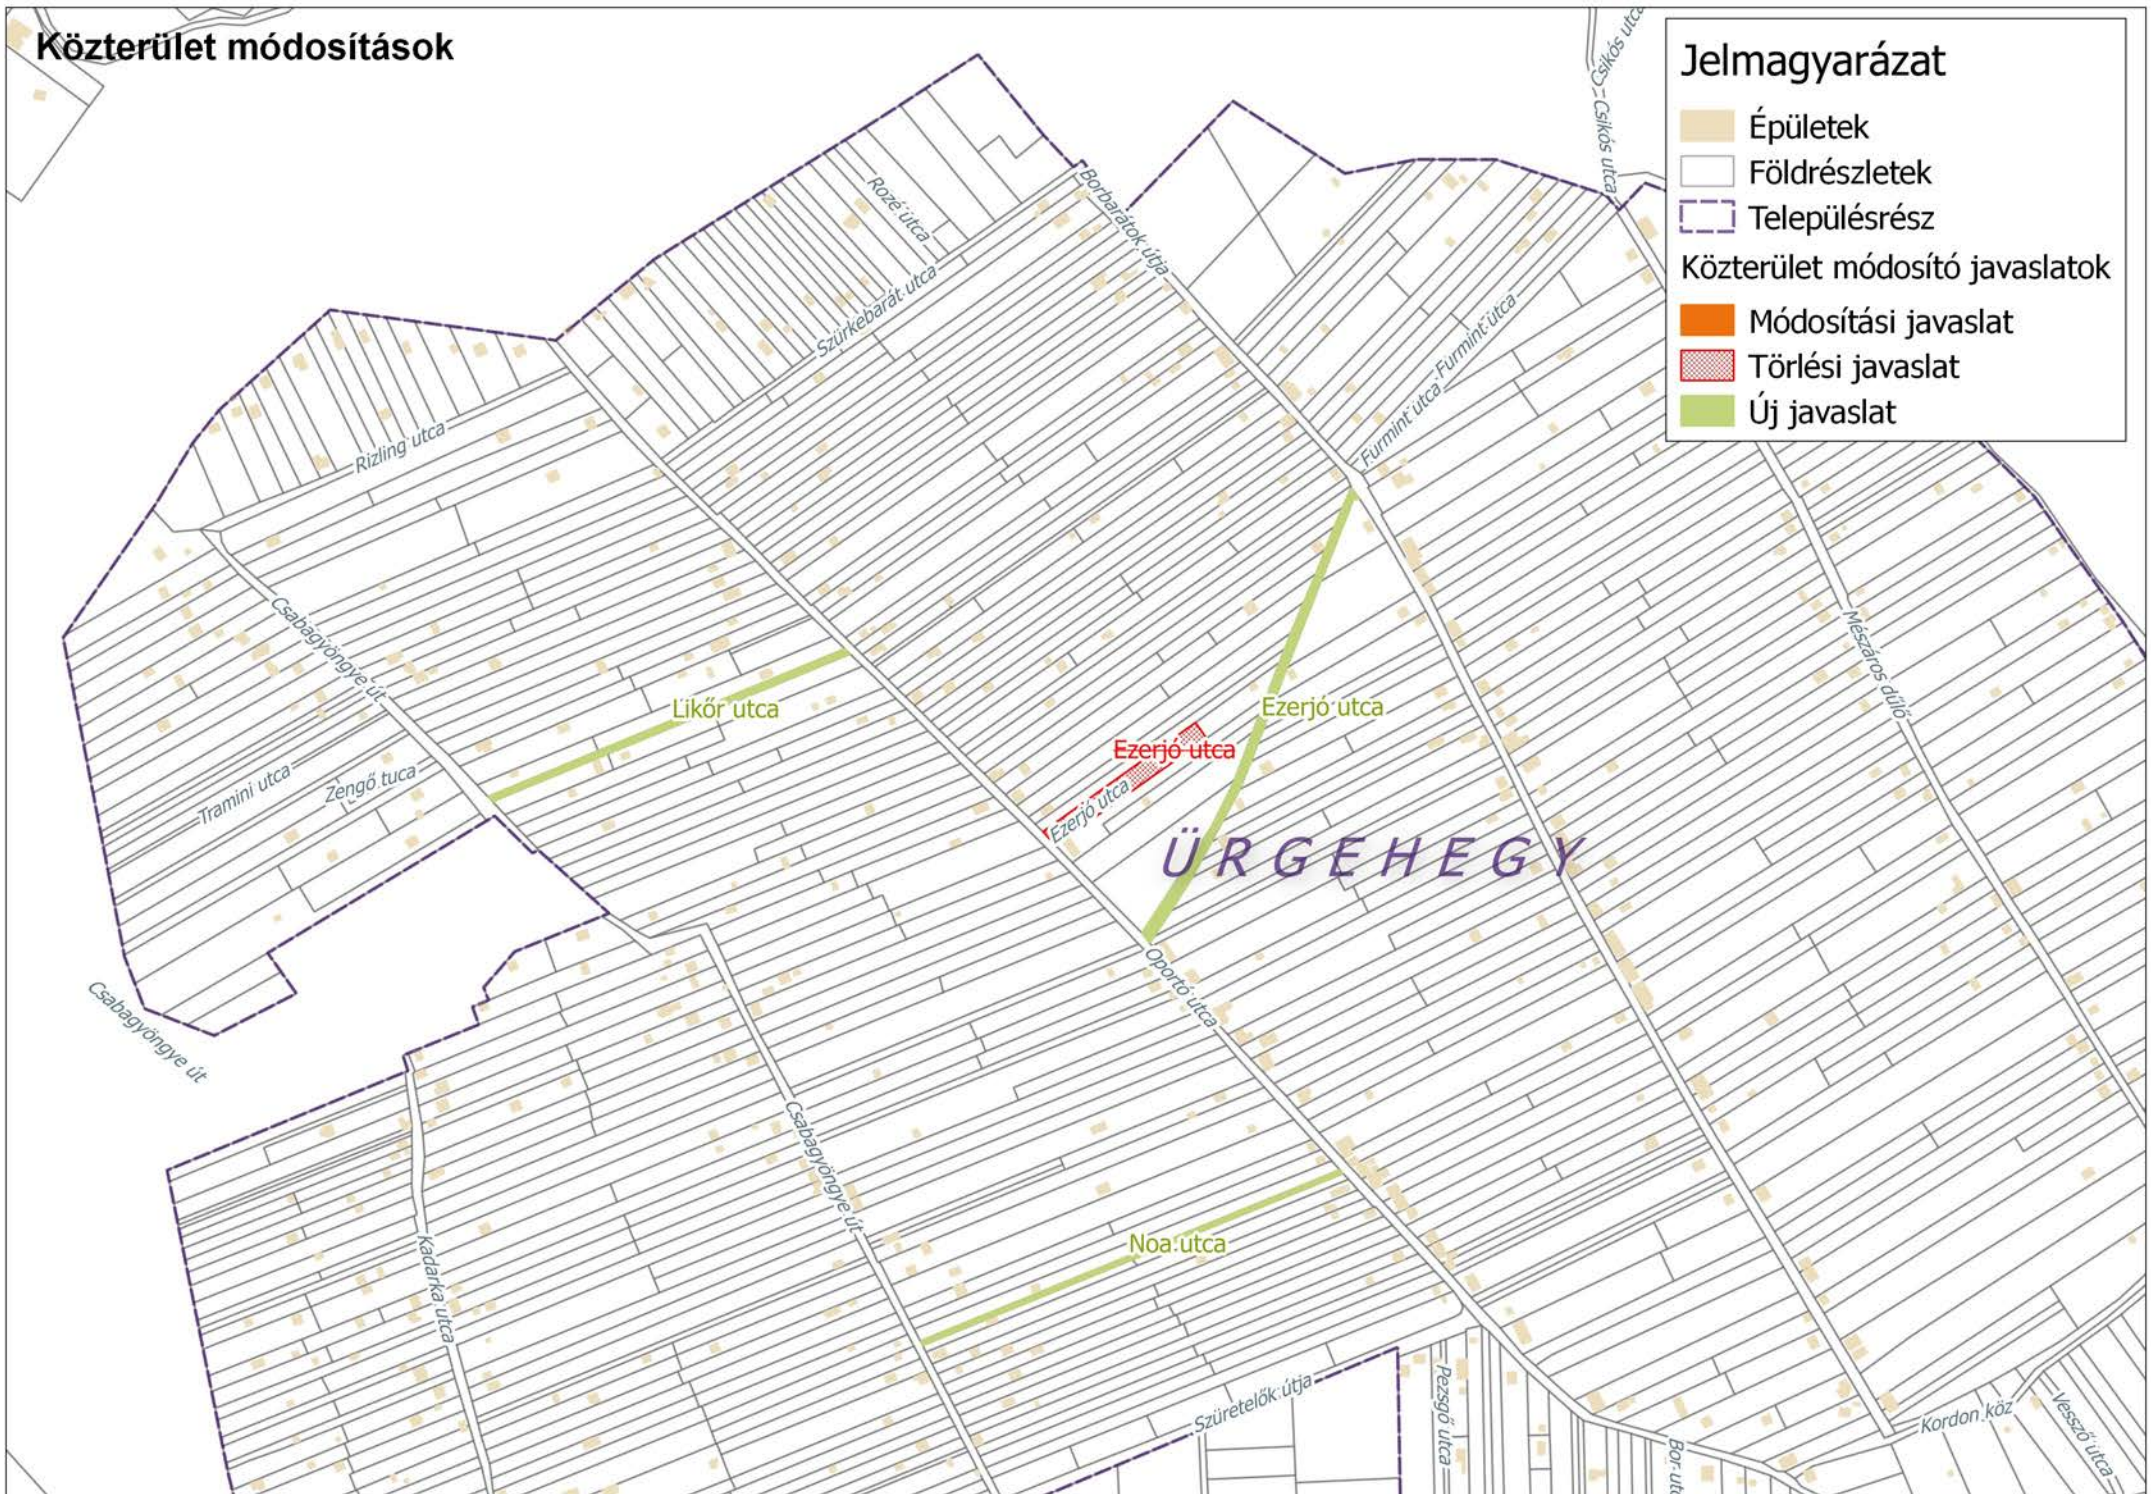 Közterület módosítások
Jelmagyarázat
Épületek
Földrészletek
Településrész
Közterület módosító javaslatok
Módosítási javaslat
Törlési javaslat
Új javaslat
Csikós utca
Csikós utca
Borbarátok útja
Rozé utca
Szürkebarát utca
Furmint utca
Furmint utca
Rizling utca
Csabagyöngye út
Mészáros dűlő
Likőr utca
Ezerjó utca
Ezerjó utca
Ezerjó utca
Tramini utca
Zengő tuca
ÜRGEHEGY
Oportó utca
Csabagyöngye út
Csabagyöngye út
Kadarka utca
Noa utca
Szüretelők útja
Pezsgő utca
Kordon köz
Vessző utca
Bor utc